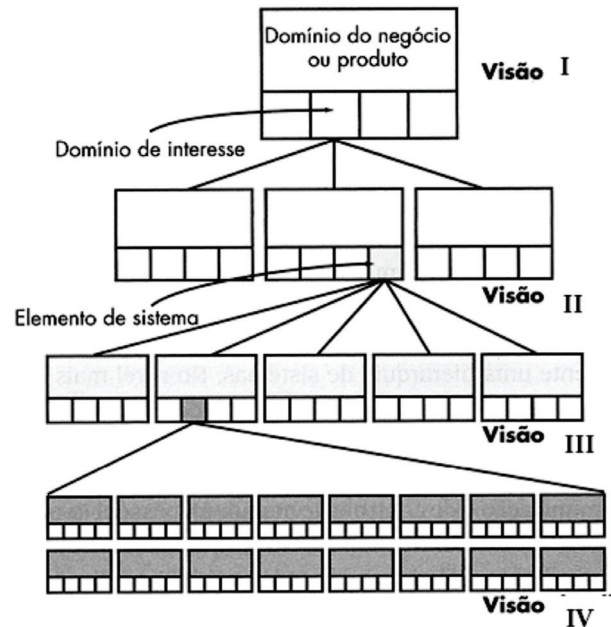 Domínio do negócio
ou produto
Visão I
Domínio de interesse
Visão
II
Elemento de sistema
Visão
III
Visão
IV